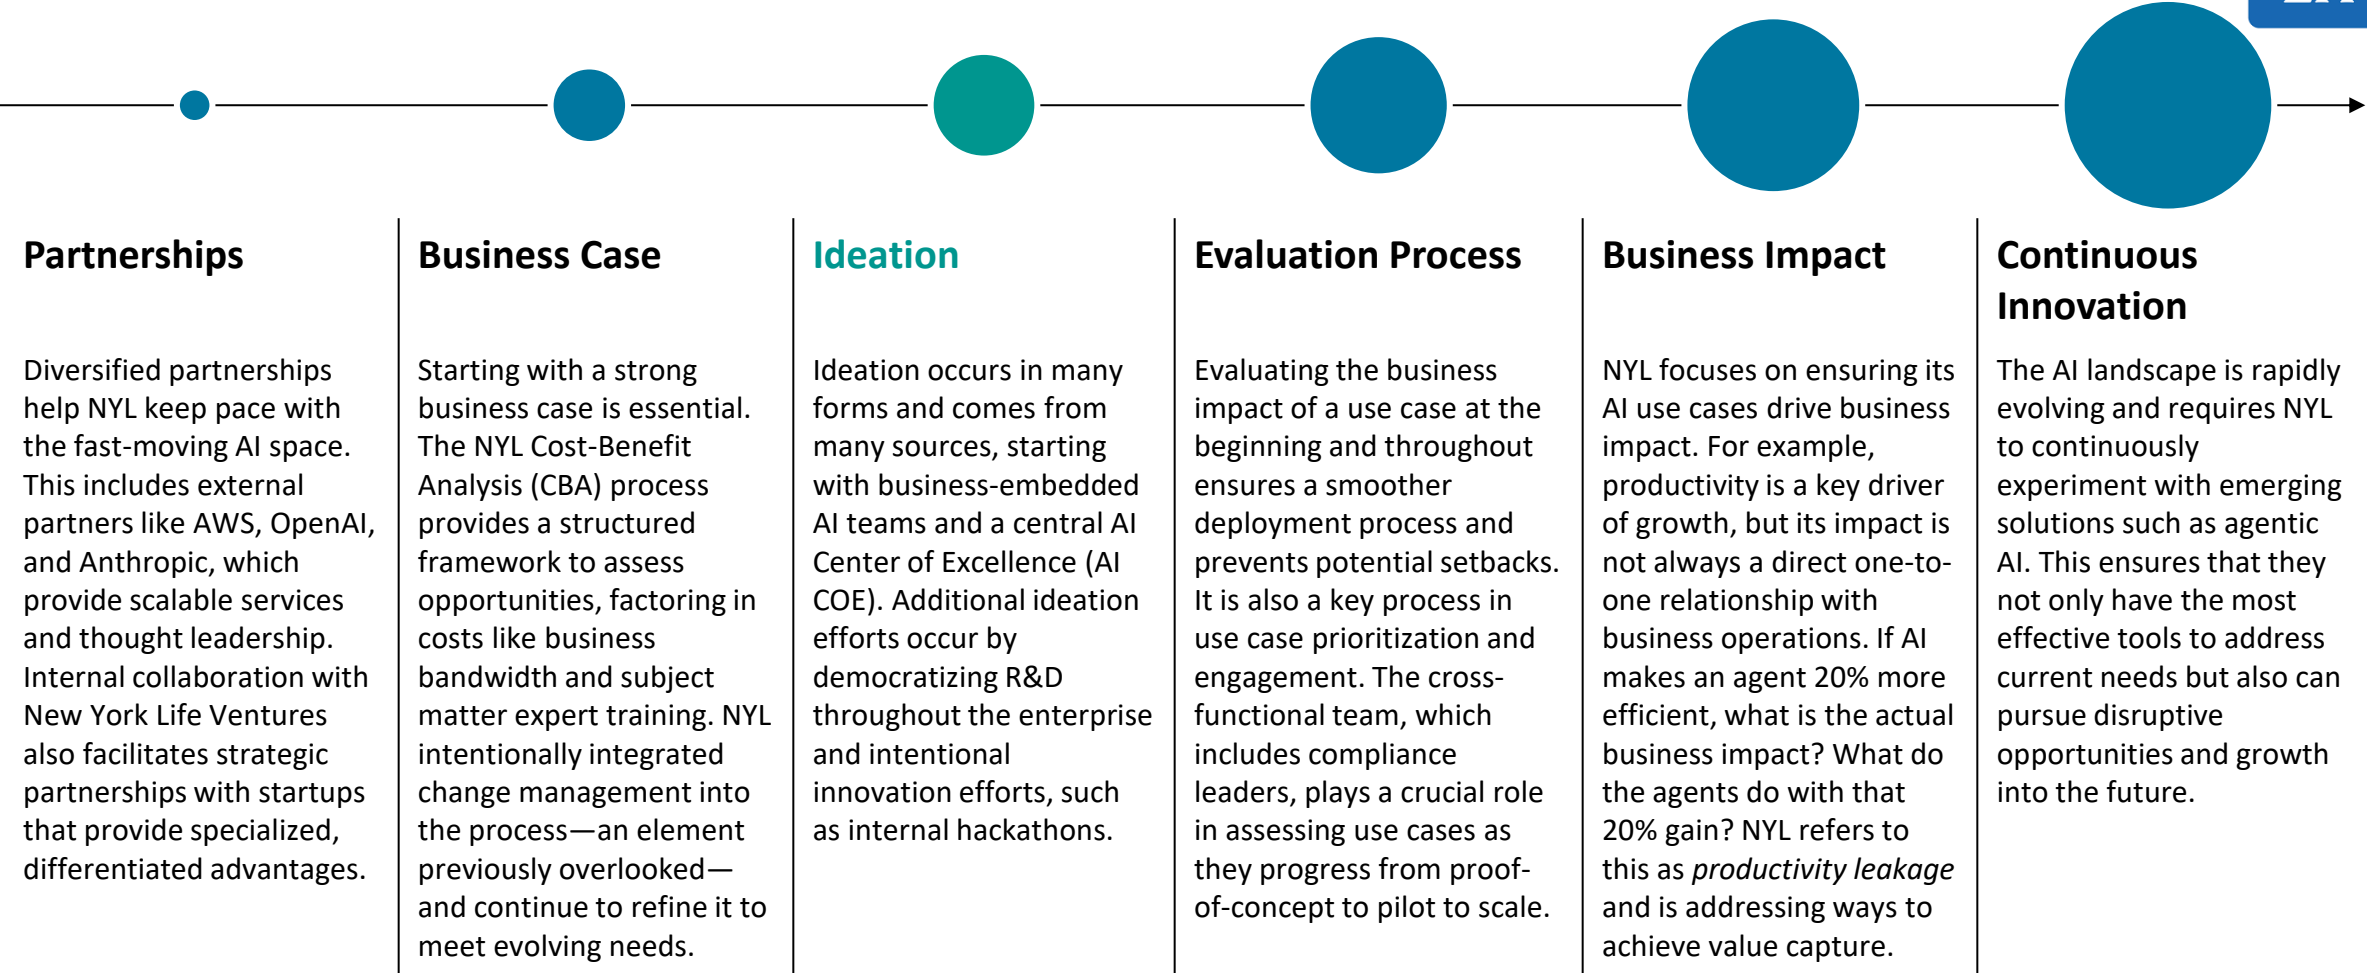 Partnerships
Diversified partnerships
help NYL keep pace with
the fast-moving AI space.
This includes external
partners like AWS, OpenAI,
and Anthropic, which
provide scalable services
and thought leadership.
Internal collaboration with
New York Life Ventures
also facilitates strategic
partnerships with startups
that provide specialized,
differentiated advantages.
Business Case
Starting with a strong
business case is essential.
The NYL Cost-Benefit
Analysis (CBA) process
provides a structured
framework to assess
opportunities, factoring in
costs like business
bandwidth and subject
matter expert training. NYL
intentionally integrated
change management into
the process—an element
previously overlooked—
and continue to refine it to
meet evolving needs.
Ideation
Ideation occurs in many
forms and comes from
many sources, starting
with business-embedded
AI teams and a central AI
Center of Excellence (AI
COE). Additional ideation
efforts occur by
democratizing R&D
throughout the enterprise
and intentional
innovation efforts, such
as internal hackathons.
Evaluation Process
Evaluating the business
impact of a use case at the
beginning and throughout
ensures a smoother
deployment process and
prevents potential setbacks.
It is also a key process in
use case prioritization and
engagement. The cross-
functional team, which
includes compliance
leaders, plays a crucial role
in assessing use cases as
they progress from proof-
of-concept to pilot to scale.
Business Impact
NYL focuses on ensuring its
AI use cases drive business
impact. For example,
productivity is a key driver
of growth, but its impact is
not always a direct one-to-
one relationship with
business operations. If AI
makes an agent 20% more
efficient, what is the actual
business impact? What do
the agents do with that
20% gain? NYL refers to
this as productivity leakage
and is addressing ways to
achieve value capture.
Continuous
Innovation
The AI landscape is rapidly
evolving and requires NYL
to continuously
experiment with emerging
solutions such as agentic
AI. This ensures that they
not only have the most
effective tools to address
current needs but also can
pursue disruptive
opportunities and growth
into the future.